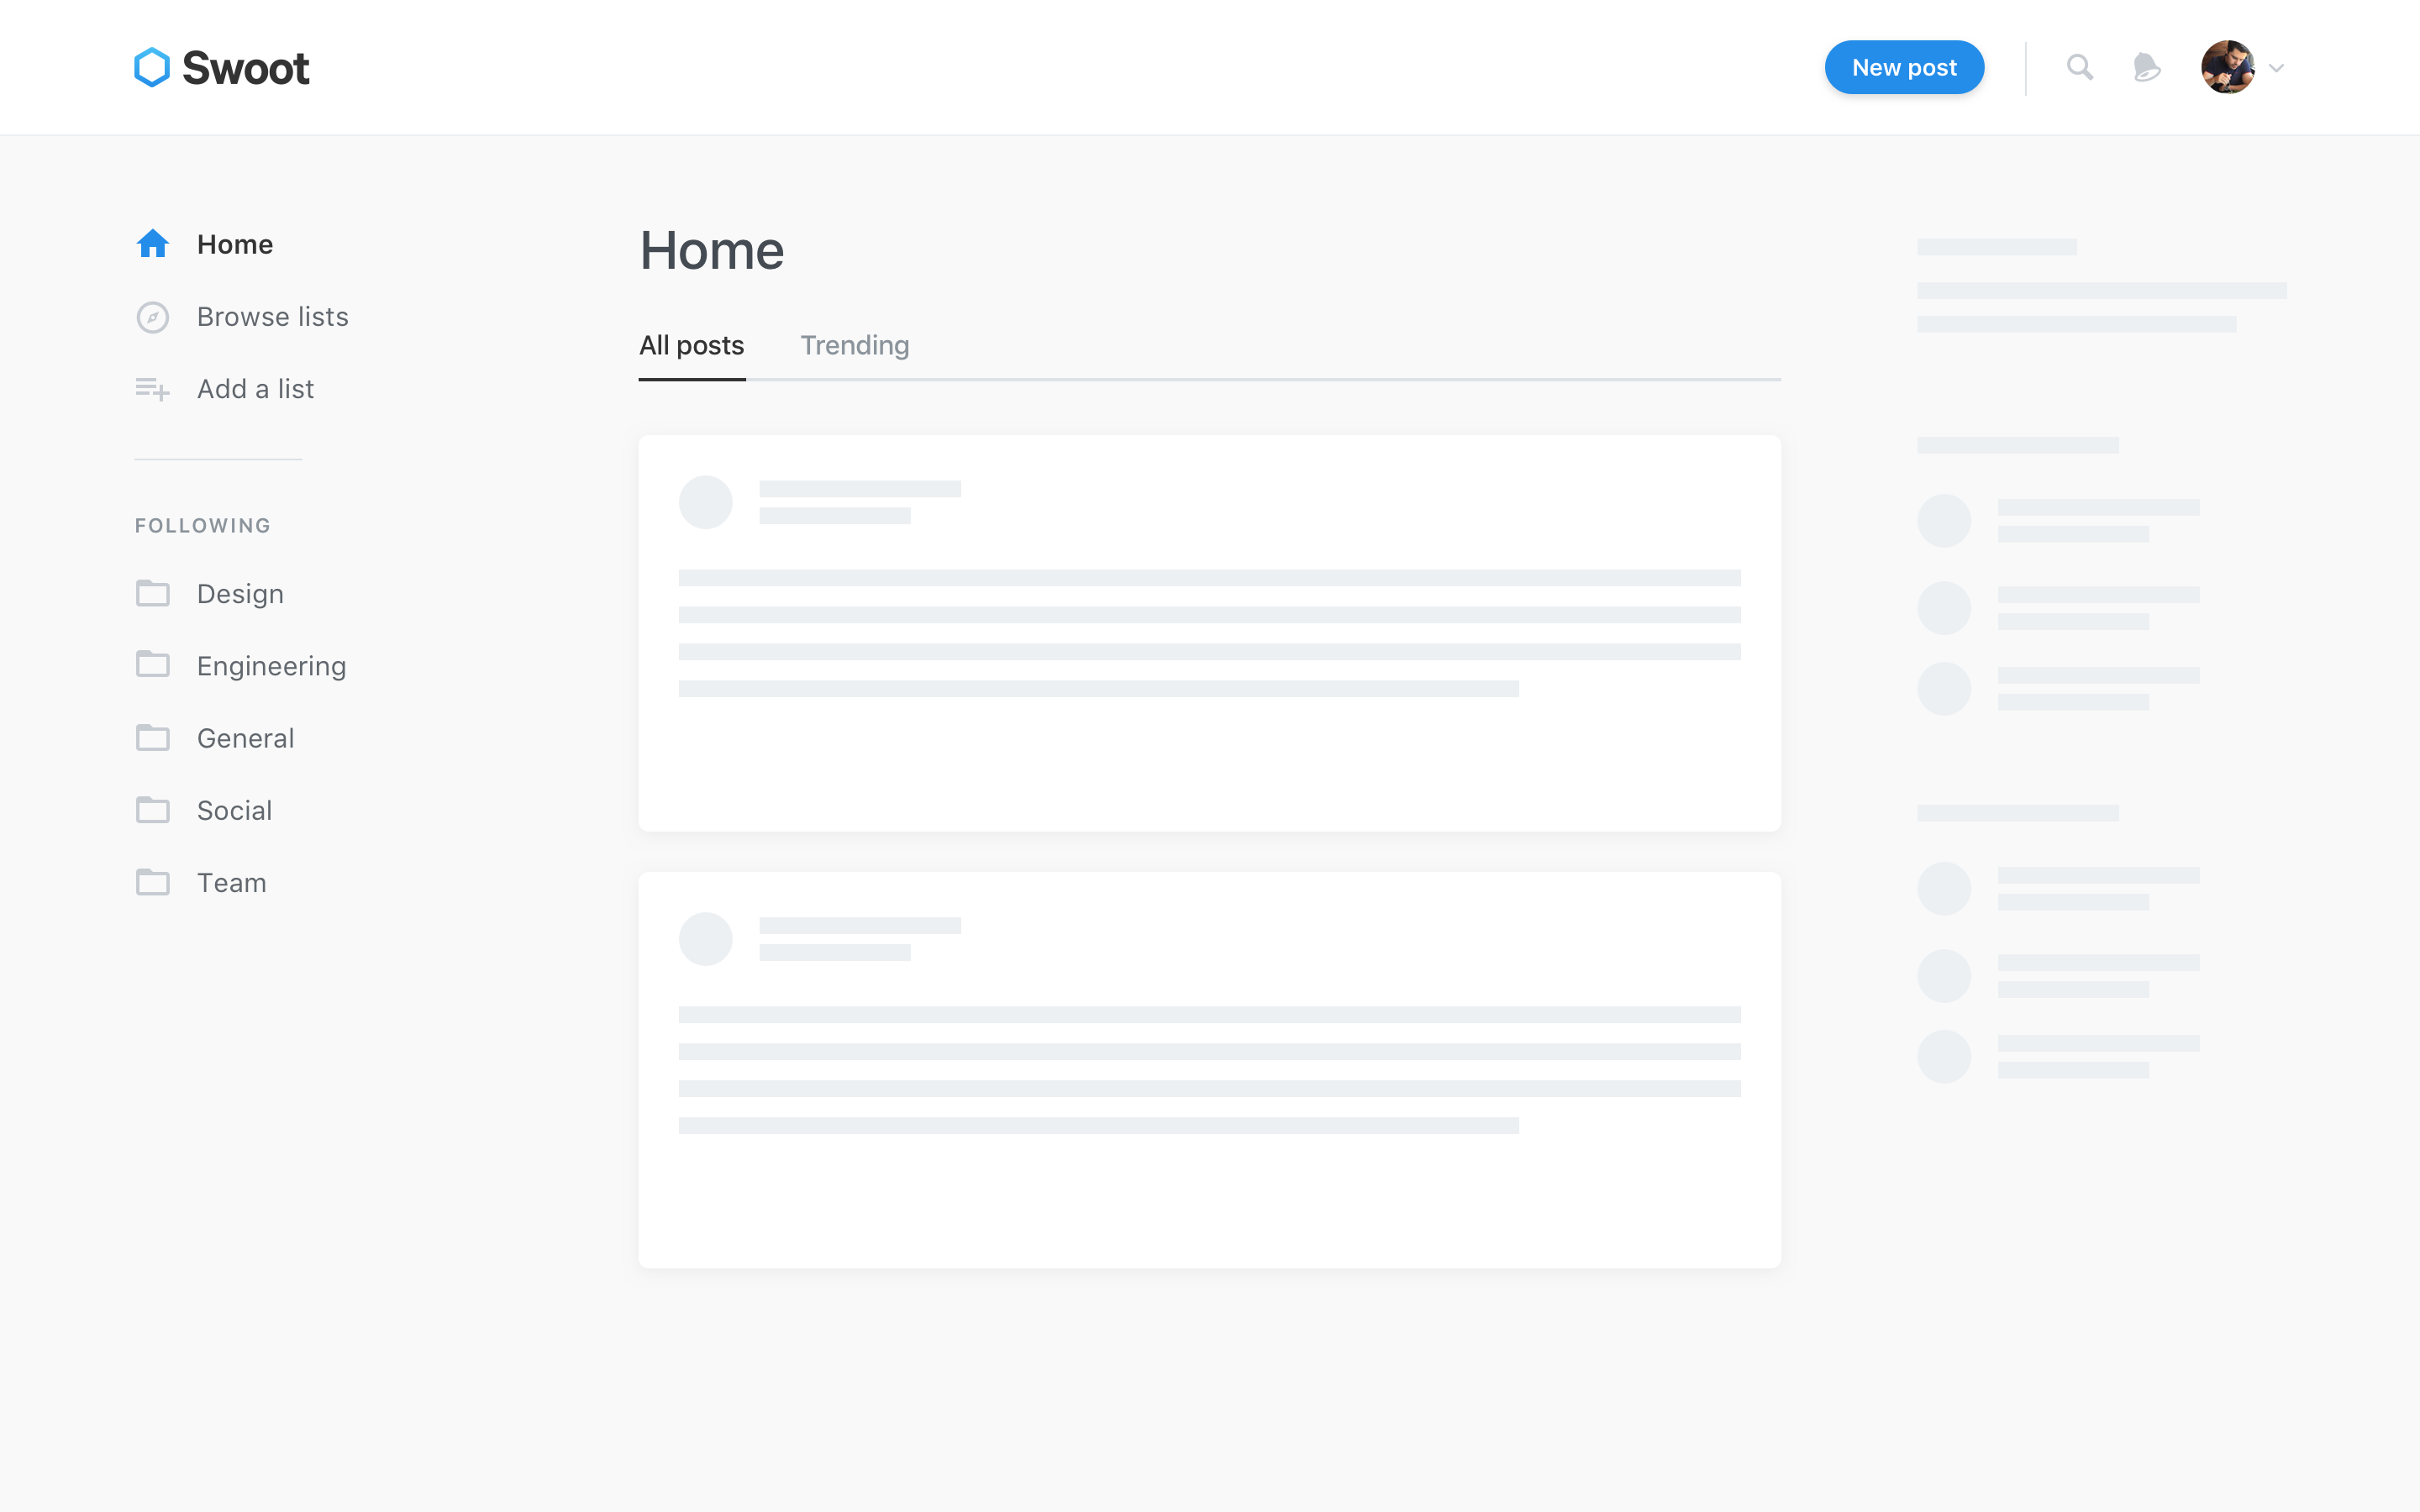 Swoot
New post
Home
Browse lists
Add a list
FOLLOWING
Design
Engineering
General
Social
Team
Home
All posts
Trending